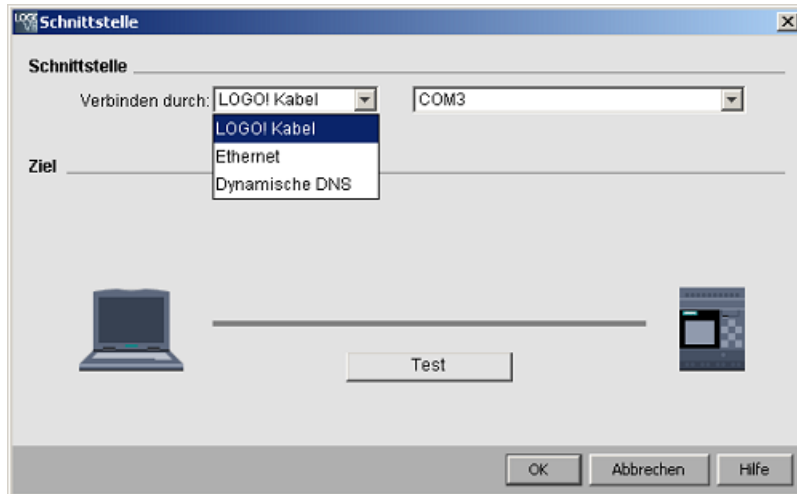 Schnittstelle
Schnittstelle
Verbinden durch: LOGO! Kabel COM3
LOGO! Kabel
Ethernet
Dynamische DNS
Ziel
Test
OK Abbrechen Hilfe